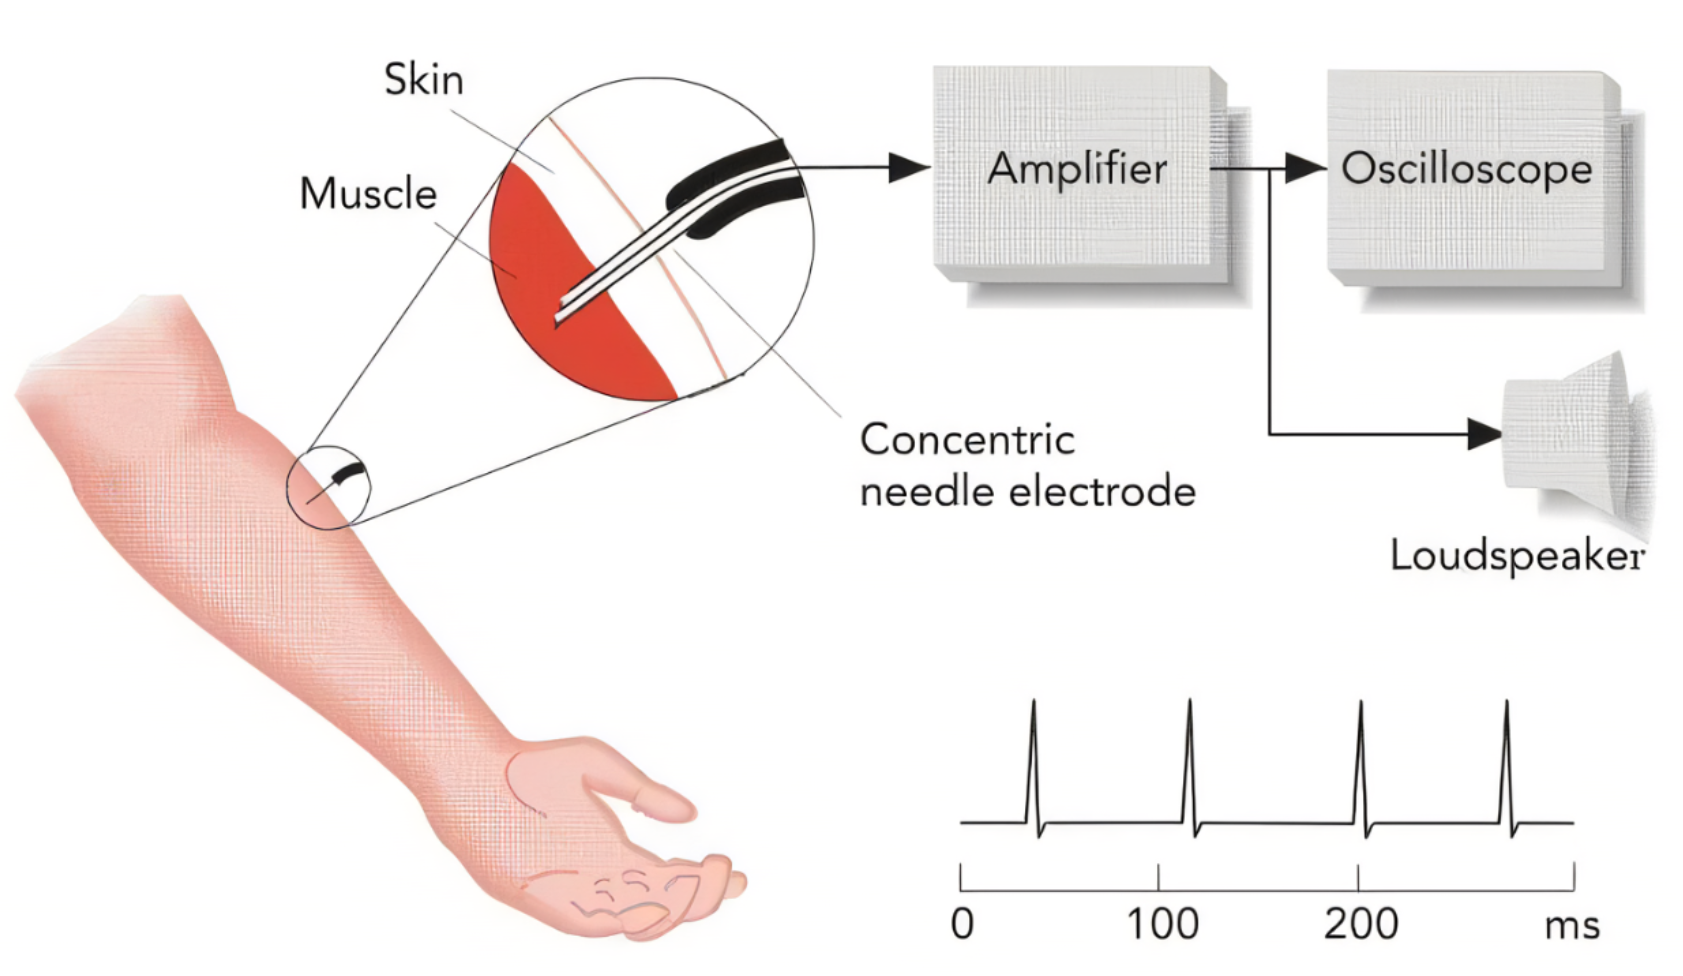 Skin
Muscle
Amplifier
Oscilloscope
Concentric
needle electrode
Loudspeaker
0
100
200
ms